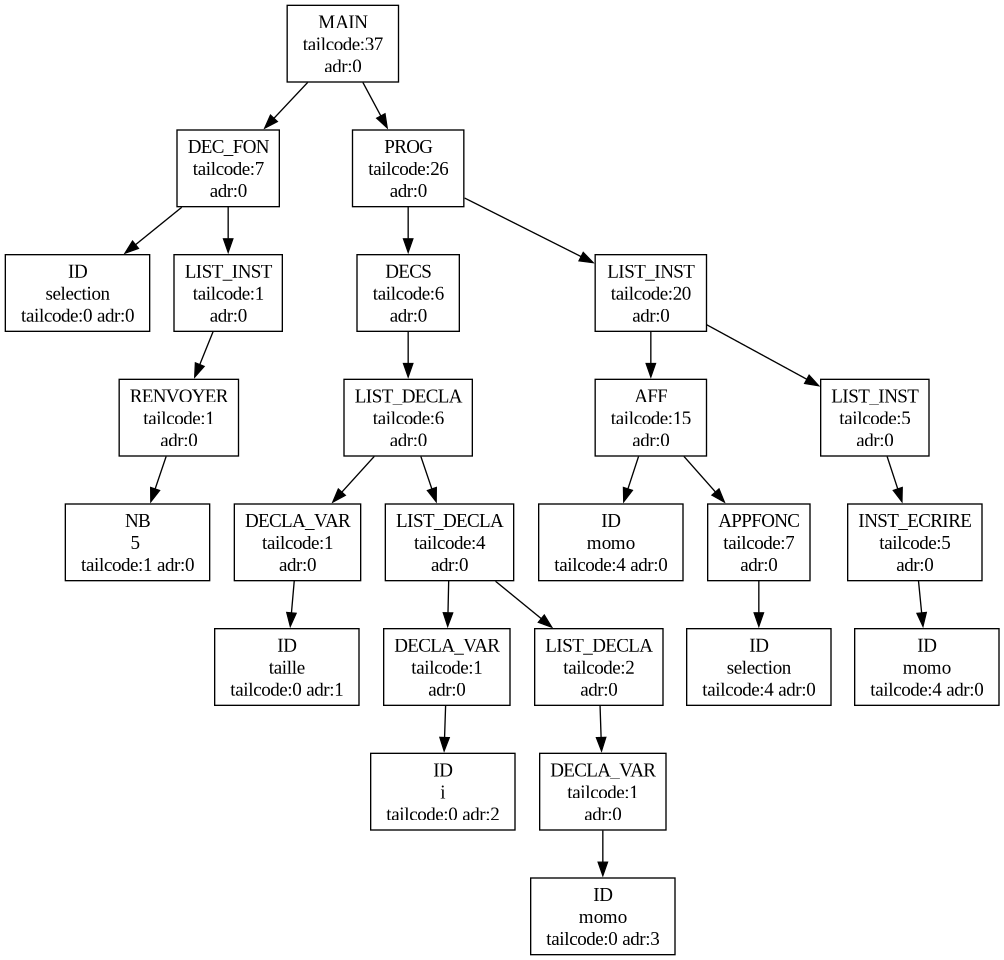 MAIN
tailcode:37
adr:0
DEC_FON
tailcode:7
adr:0
PROG
tailcode:26
adr:0
ID
selection
tailcode:0 adr:0
LIST_INST
tailcode:1
adr:0
DECS
tailcode:6
adr:0
LIST_INST
tailcode:20
adr:0
RENVOYER
tailcode:1
adr:0
LIST_DECLA
tailcode:6
adr:0
AFF
tailcode:15
adr:0
LIST_INST
tailcode:5
adr:0
NB
5
tailcode:1 adr:0
DECLA_VAR
tailcode:1
adr:0
LIST_DECLA
tailcode:4
adr:0
ID
momo
tailcode:4 adr:0
APPFONC
tailcode:7
adr:0
INST_ECRIRE
tailcode:5
adr:0
ID
taille
tailcode:0 adr:1
DECLA_VAR
tailcode:1
adr:0
LIST_DECLA
tailcode:2
adr:0
ID
selection
tailcode:4 adr:0
ID
momo
tailcode:4 adr:0
ID
i
tailcode:0 adr:2
DECLA_VAR
tailcode:1
adr:0
ID
momo
tailcode:0 adr:3